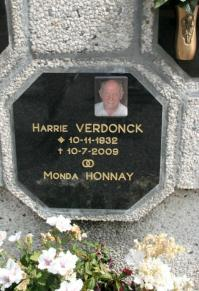 HARRIE VERDONCK
* 10-11-1932
† 10-7-2009
⚭
MONDA HONNAY